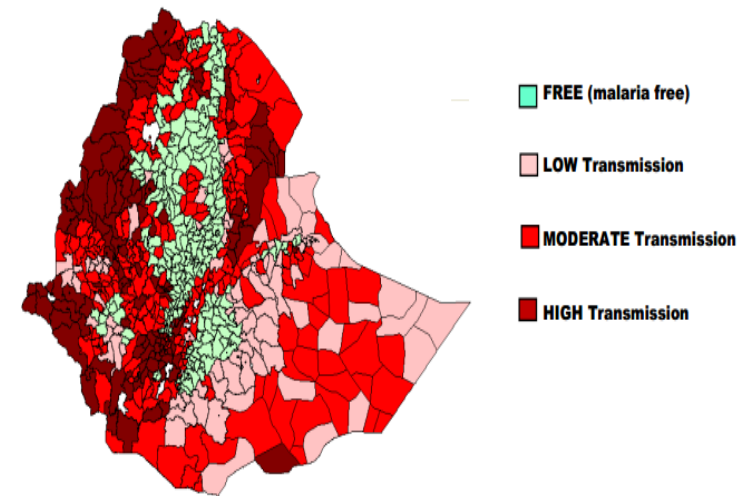 FREE (malaria free)
LOW Transmission
MODERATE Transmission
HIGH Transmission